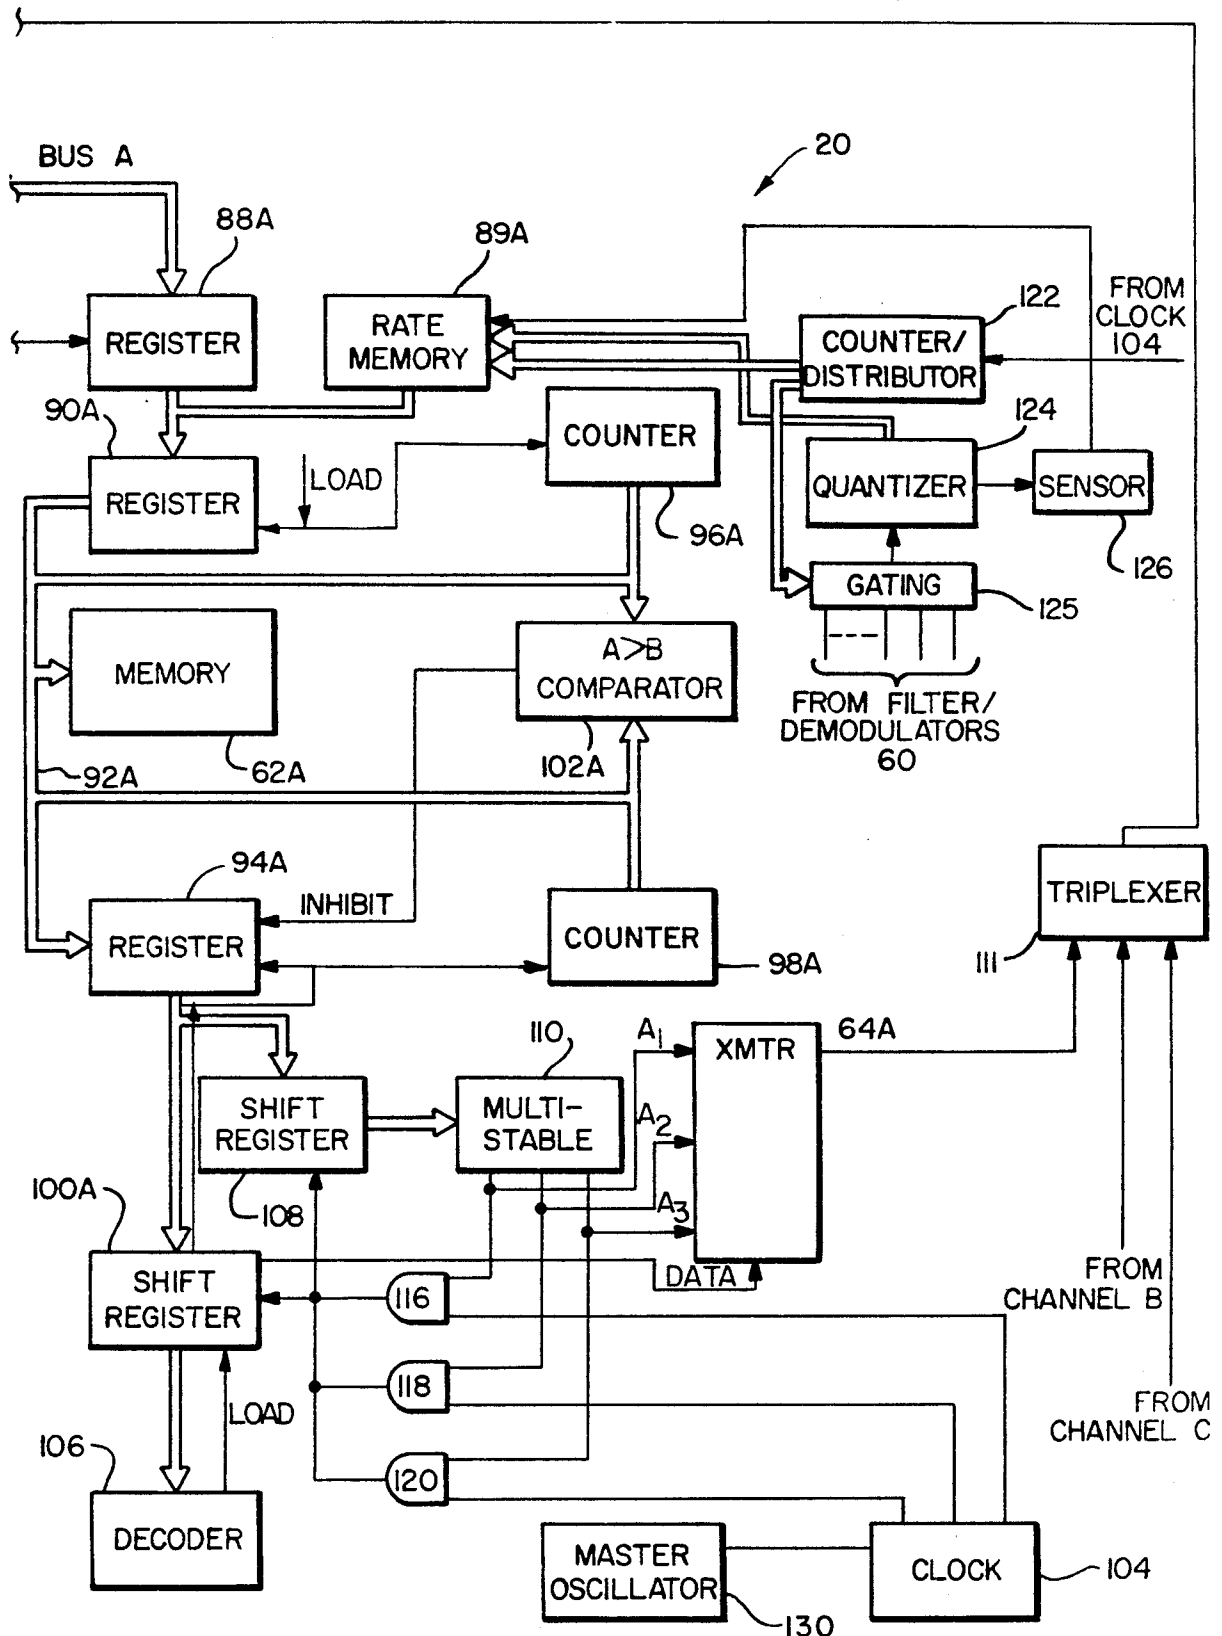 BUS A
20
88A
89A
122
FROM
CLOCK
104
REGISTER
RATE
MEMORY
COUNTER/
DISTRIBUTOR
90A
COUNTER
124
REGISTER
LOAD
QUANTIZER
SENSOR
96A
126
GATING
125
MEMORY
A>B
COMPARATOR
FROM FILTER/
DEMODULATORS
60
92A
62A
102A
94A
INHIBIT
TRIPLEXER
REGISTER
COUNTER
98A
111
110
A1
XMTR
64A
SHIFT
REGISTER
MULTI-
STABLE
A2
100A
108
A3
SHIFT
REGISTER
DATA
116
FROM
CHANNEL B
118
LOAD
FROM
CHANNEL C
106
120
DECODER
MASTER
OSCILLATOR
CLOCK
104
130